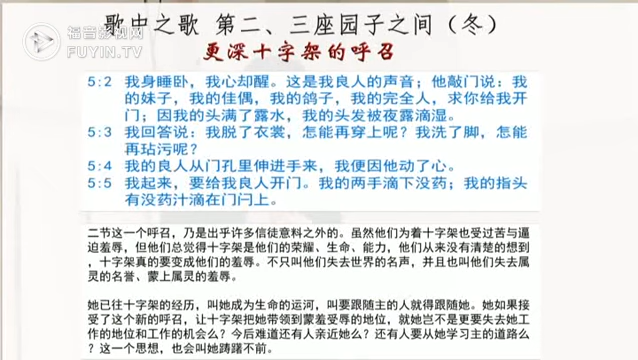 歌中之歌 第二、三座园子之间（冬）
福音影视网
FUYIN.TV
更深十字架的呼召
5:2 我身睡卧，我心却醒。这是我良人的声音；他敲门说：我
的妹子，我的佳偶，我的鸽子，我的完全人，求你给我开
门；因我的头满了露水，我的头发被夜露滴湿。
5:3 我回答说：我脱了衣裳，怎能再穿上呢？我洗了脚，怎能
再玷污呢？
5:4 我的良人从门孔里伸进手来，我便因他动了心。
5:5 我起来，要给我良人开门。我的两手滴下没药；我的指头
有没药汁滴在门闩上。
二节这一个呼召，乃是出乎许多信徒意料之外的。虽然他们为着十字架也受过苦与逼
迫羞辱，但他们总觉得十字架是他们的荣耀、生命、能力，他们从来没有清楚的想到
，十字架真的要变成他们的羞辱。不只叫他们失去世界的名声，并且也叫他们失去属
灵的名誉、蒙上属灵的羞辱。
她已往十字架的经历，叫她成为生命的运河，叫要跟随主的人就得跟随她。她如果接
受了这个新的呼召，让十字架把她带领到蒙羞受辱的地位，就她岂不是更要失去她工
作的地位和工作的机会么？今后难道还有人亲近她么？还有人要从她学习主的道路么
？这一个思想，也会叫她踌躇不前。